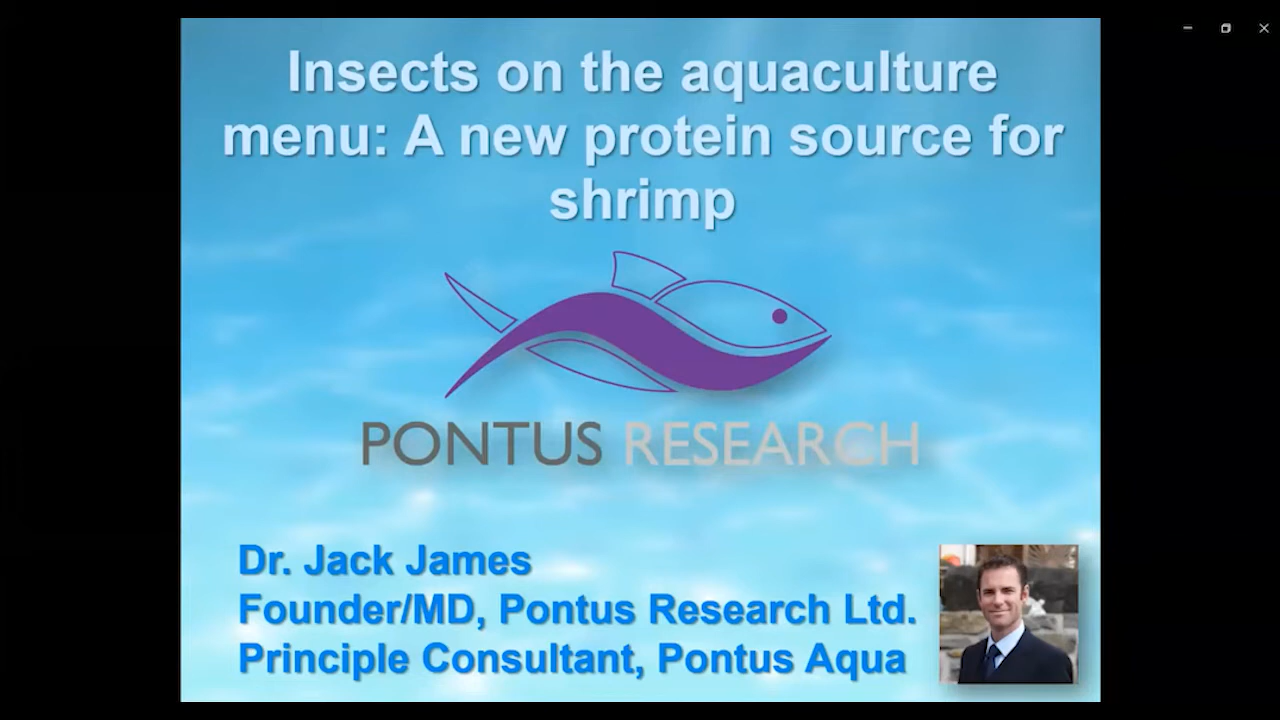 Insects on the aquaculture
menu: A new protein source for
shrimp
PONTUS RESEARCH
Dr. Jack James
Founder/MD, Pontus Research Ltd.
Principle Consultant, Pontus Aqua